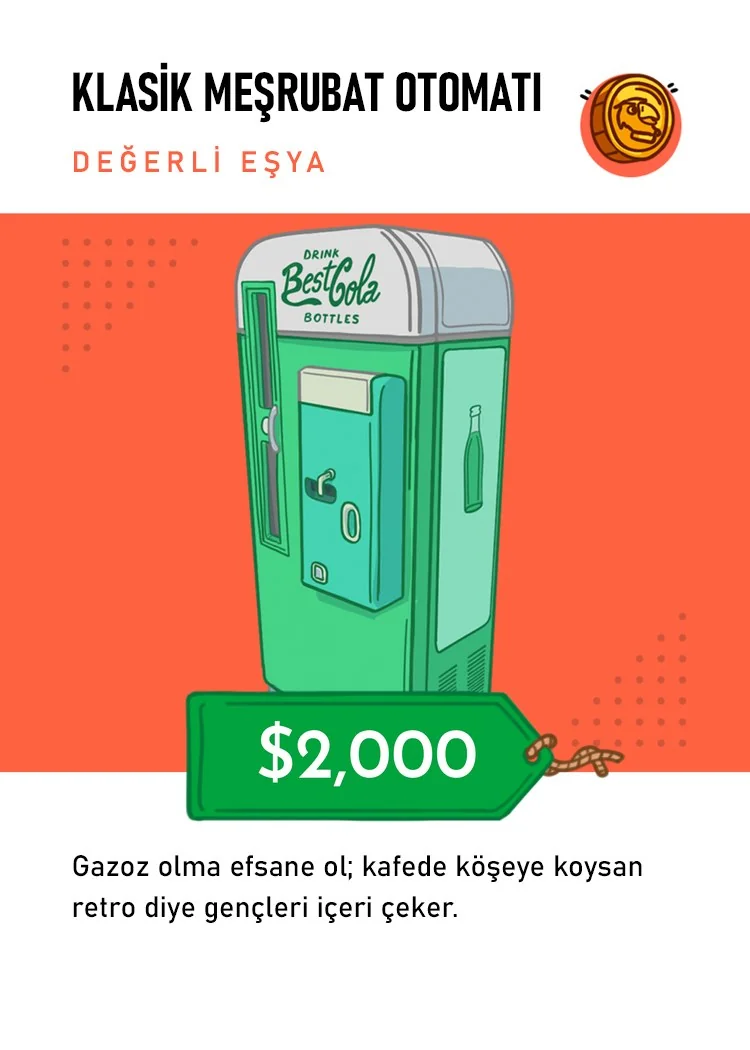 KLASİK MEŞRUBAT OTOMATI
DEĞERLİ EŞYA
DRINK
BestCola
BOTTLES
$2,000
Gazoz olma efsane ol; kafede köşeye koysan
retro diye gençleri içeri çeker.